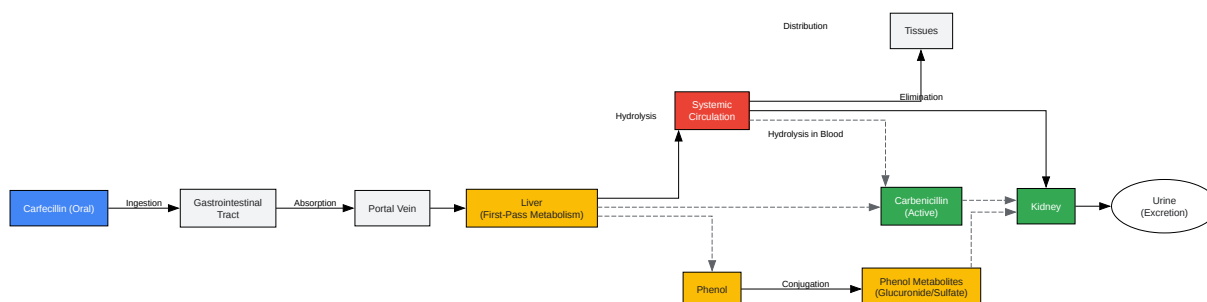 Distribution
Tissues
Elimination
Systemic
Circulation
Hydrolysis
Hydrolysis in Blood
Carfecillin (Oral)
Ingestion
Gastrointestinal
Tract
Absorption
Portal Vein
Liver
(First-Pass Metabolism)
Carbenicillin
(Active)
Kidney
Urine
(Excretion)
Phenol
Conjugation
Phenol Metabolites
(Glucuronide/Sulfate)